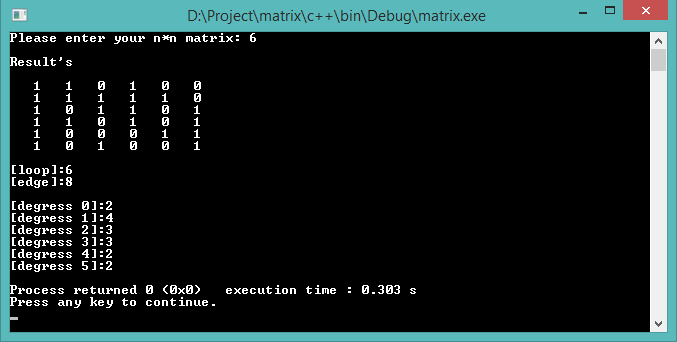 D:\Project\matrix\c++\bin\Debug\matrix.exe
Please enter your n*n matrix: 6
Result's
1 1 0 1 0 0
1 1 1 1 1 0
1 0 1 1 0 1
1 1 0 1 0 1
1 0 0 0 1 1
1 0 1 0 0 1
[loop]:6
[edge]:8
[degress 0]:2
[degress 1]:4
[degress 2]:3
[degress 3]:3
[degress 4]:2
[degress 5]:2
Process returned 0 (0x0) execution time : 0.303 s
Press any key to continue.